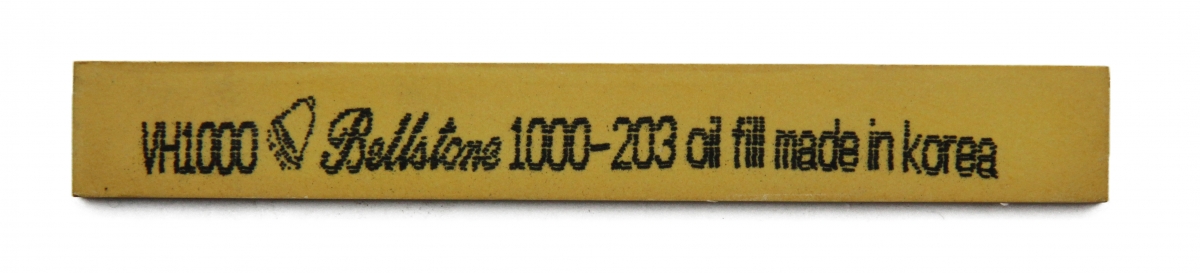 VH1000 Bellstone 1000-203 oil fill made in korea